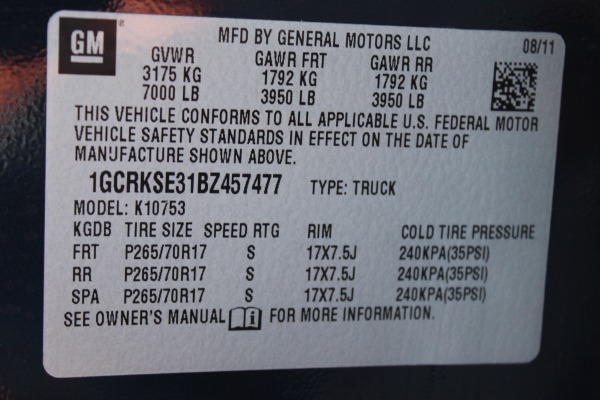 GM
MFD BY GENERAL MOTORS LLC 08/11
GVWR GAWR FRT GAWR RR
3175 KG 1792 KG 1792 KG
7000 LB 3950 LB 3950 LB
THIS VEHICLE CONFORMS TO ALL APPLICABLE U.S. FEDERAL MOTOR
VEHICLE SAFETY STANDARDS IN EFFECT ON THE DATE OF
MANUFACTURE SHOWN ABOVE.
1GCRKSE31BZ457477 TYPE: TRUCK
MODEL: K10753
KGDB TIRE SIZE SPEED RTG RIM COLD TIRE PRESSURE
FRT P265/70R17 S 17X7.5J 240KPA(35PSI)
RR P265/70R17 S 17X7.5J 240KPA(35PSI)
SPA P265/70R17 S 17X7.5J 240KPA(35PSI)
SEE OWNER'S MANUAL FOR MORE INFORMATION.